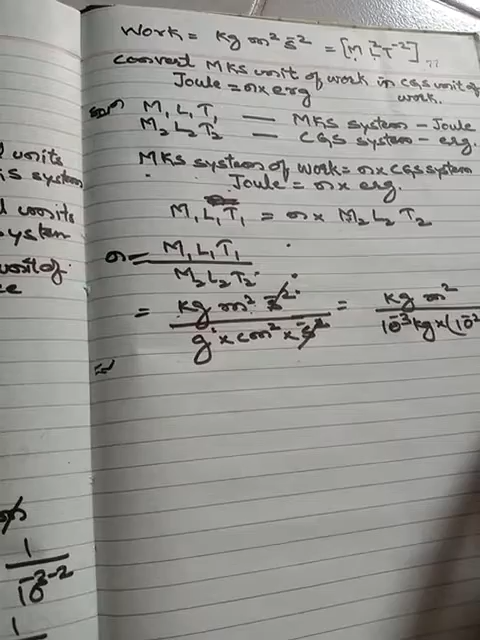 units
s system
units
system
unit of
ce
1
10^-2
1
Work = kg m² s^-2 = [M ² T^-2]
Convert MKS unit of work in CGS unit of work.
Joule = n x erg
Soln M₁ L₁ T₁ — MKS system - Joule
M₂ L₂ T₂ — CGS system - erg.
MKS system of work = n x CGS system
Joule = n x erg.
M₁ L₁ T₁ = n x M₂ L₂ T₂
n = M₁ L₁ T₁ / M₂ L₂ T₂
= kg m² s^-2 / g x cm² x s^-2 = kg m² / 10^-3 kg x (10^-2
=